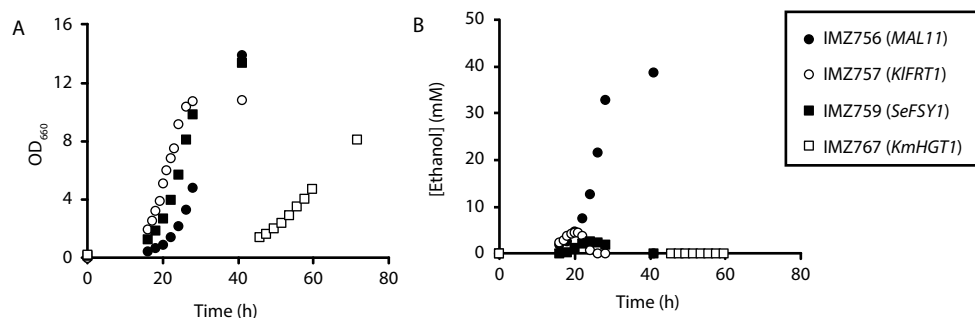 A
16
12
8
4
0
OD660
0 20 40 60 80
Time (h)
B
50
40
30
20
10
0
[Ethanol] (mM)
0 20 40 60 80
Time (h)
IMZ756 (MAL11)
IMZ757 (KlFRT1)
IMZ759 (SeFSY1)
IMZ767 (KmHGT1)